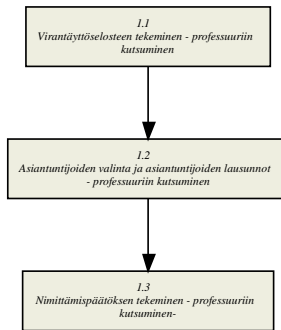 1.1
Virantäyttöselosteen tekeminen - professuuriin
kutsuminen
1.2
Asiantuntijoiden valinta ja asiantuntijoiden lausunnot
- professuuriin kutsuminen
1.3
Nimittämispäätöksen tekeminen - professuuriin
kutsuminen-